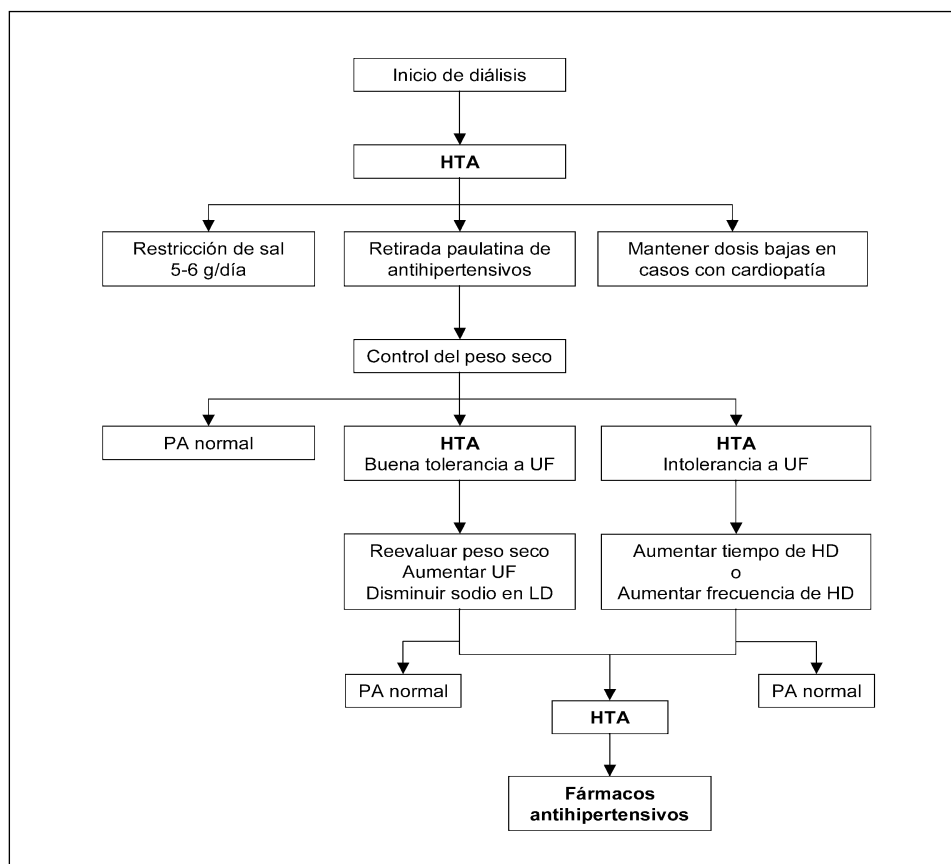 Inicio de diálisis
HTA
Restricción de sal
5-6 g/día
Retirada paulatina de
antihipertensivos
Mantener dosis bajas en
casos con cardiopatía
Control del peso seco
PA normal
HTA
Buena tolerancia a UF
HTA
Intolerancia a UF
Reevaluar peso seco
Aumentar UF
Disminuir sodio en LD
Aumentar tiempo de HD
o
Aumentar frecuencia de HD
PA normal
PA normal
HTA
Fármacos
antihipertensivos